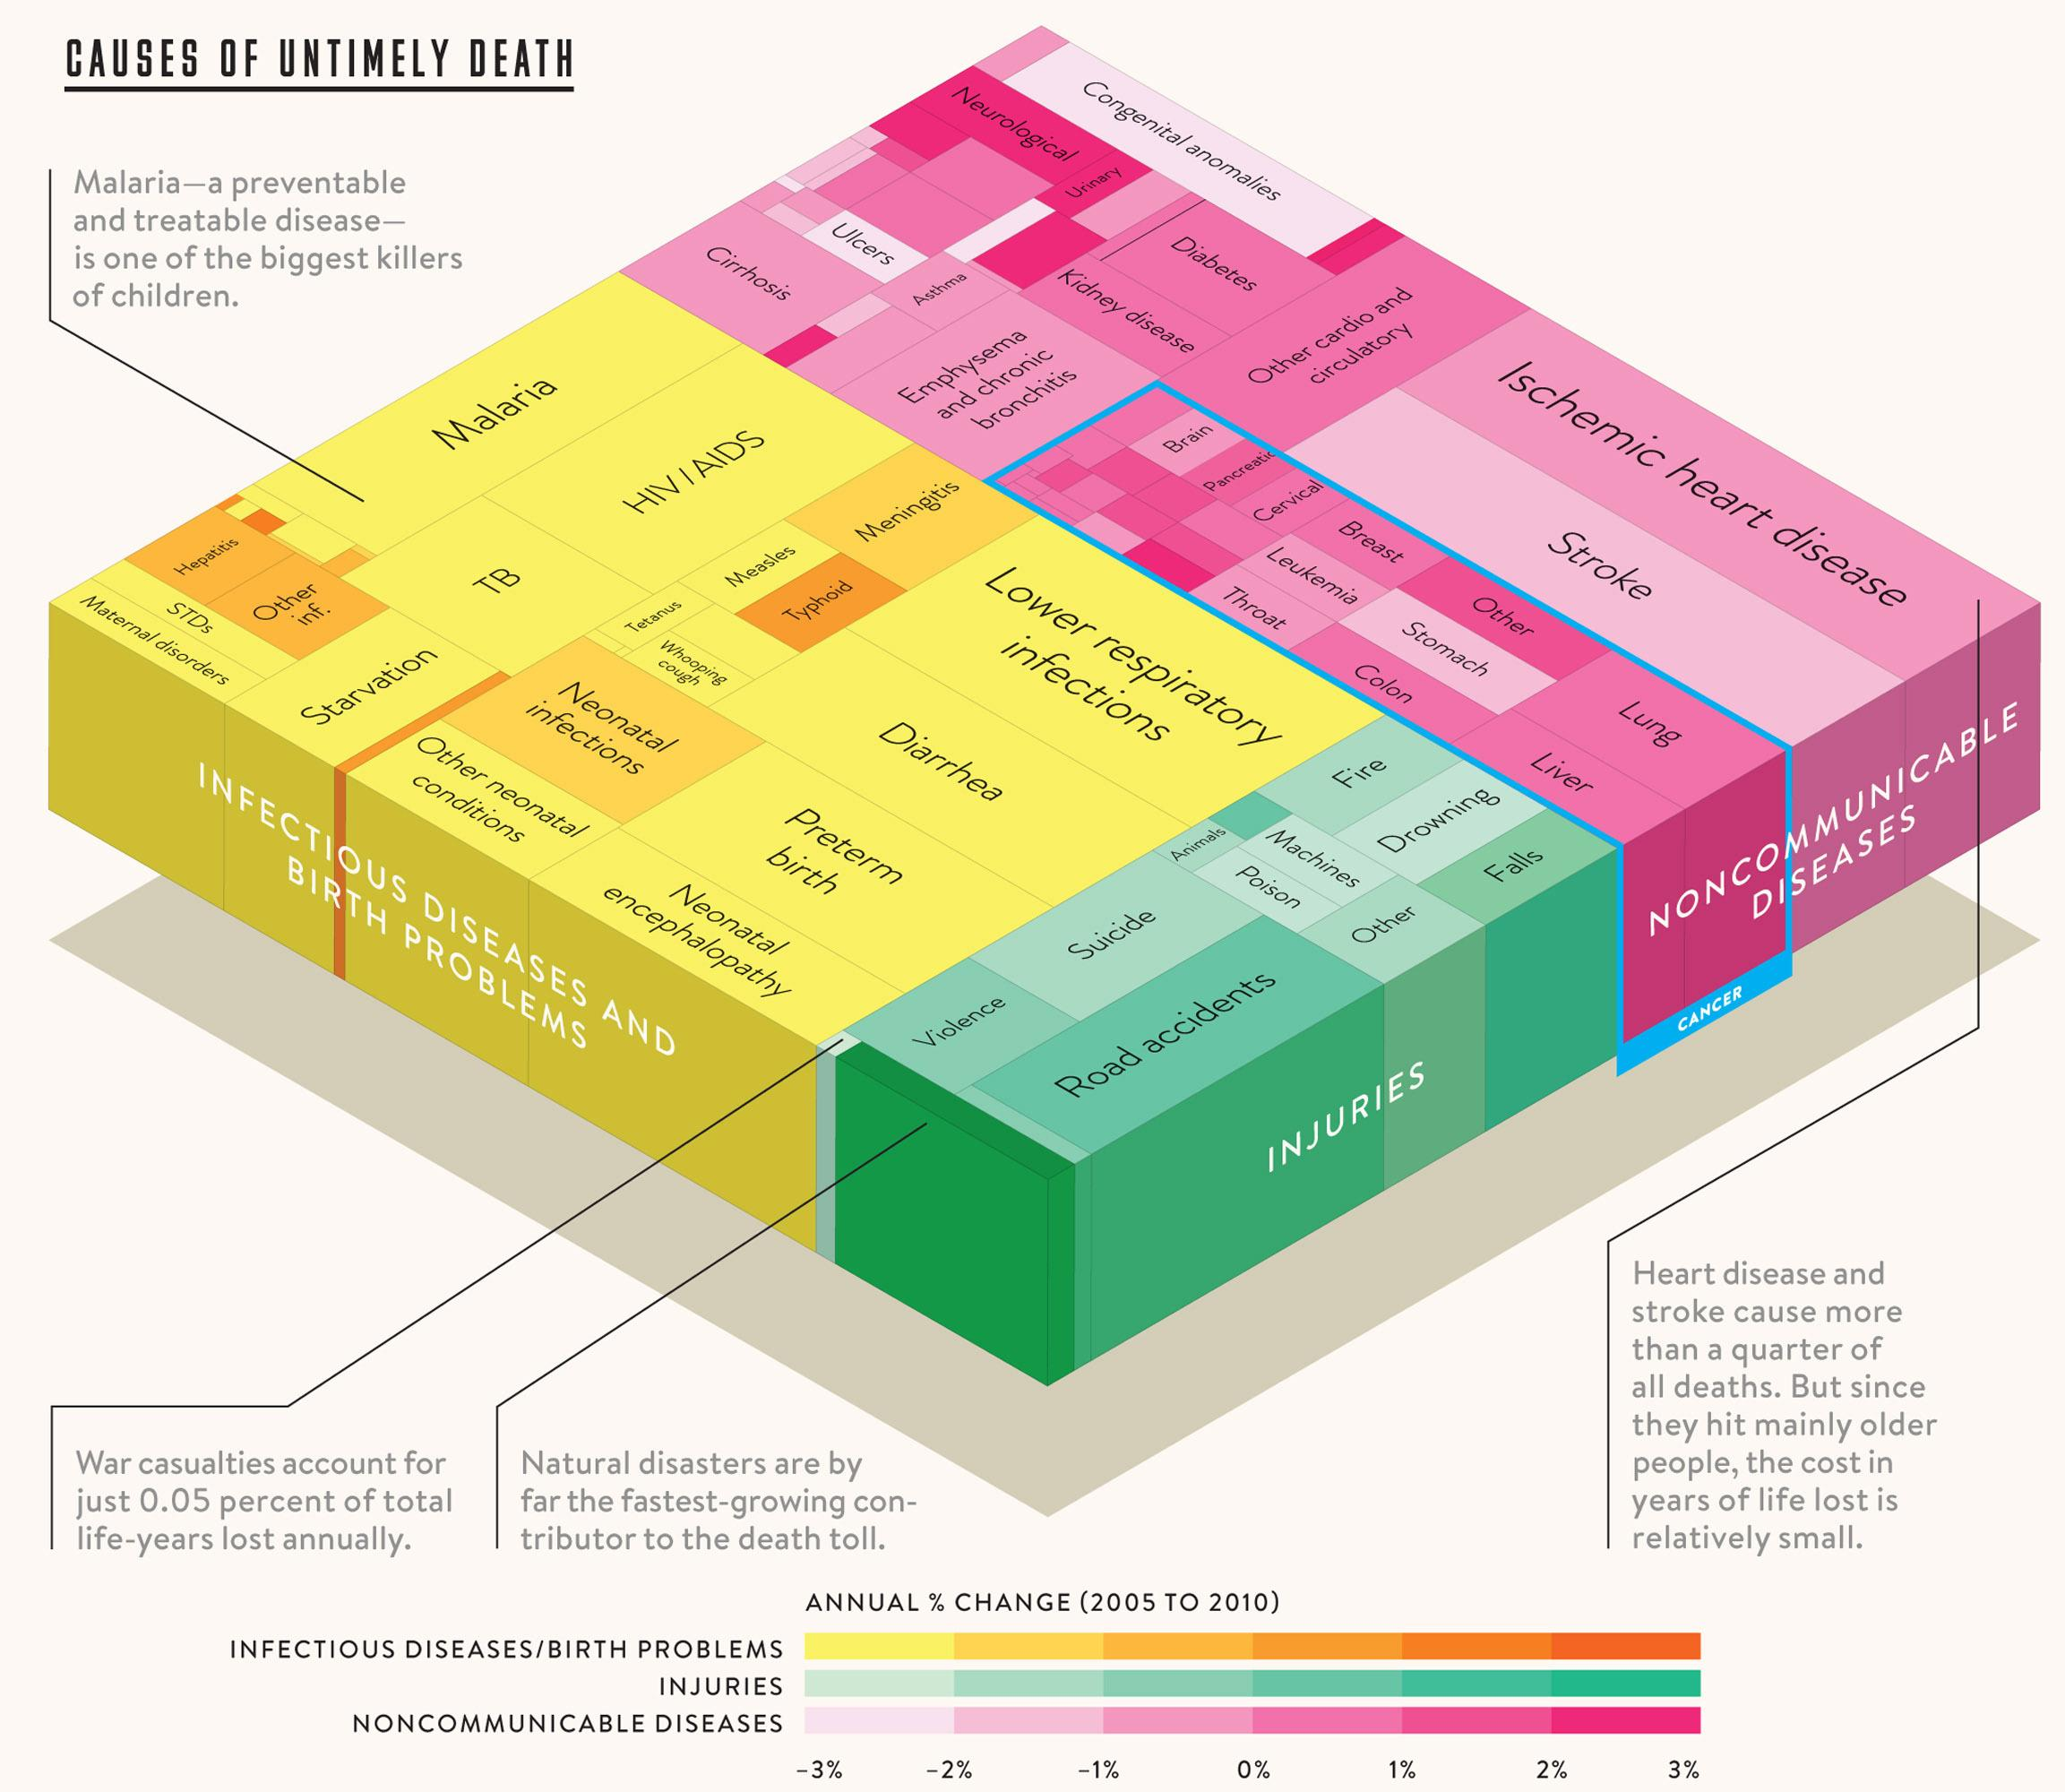 CAUSES OF UNTIMELY DEATH
Malaria—a preventable
and treatable disease—
is one of the biggest killers
of children.
Congenital anomalies
Neurological
Urinary
Ulcers
Cirrhosis
Asthma
Diabetes
Kidney disease
Other cardio and
circulatory
Emphysema
and chronic
bronchitis
Ischemic heart disease
Stroke
Brain
Pancreatic
Cervical
Breast
Other
Leukemia
Throat
Stomach
Colon
Lung
Liver
Malaria
HIV/AIDS
Meningitis
Measles
Typhoid
Tetanus
Whooping
cough
TB
Hepatitis
Other
inf.
STDs
Maternal disorders
Starvation
Neonatal
infections
Other neonatal
conditions
Lower respiratory
infections
Diarrhea
Preterm
birth
Neonatal
encephalopathy
Fire
Drowning
Animals
Machines
Poison
Falls
Other
Suicide
Violence
Road accidents
INFECTIOUS DISEASES AND
BIRTH PROBLEMS
INJURIES
NONCOMMUNICABLE
DISEASES
CANCER
War casualties account for
just 0.05 percent of total
life-years lost annually.
Natural disasters are by
far the fastest-growing con-
tributor to the death toll.
Heart disease and
stroke cause more
than a quarter of
all deaths. But since
they hit mainly older
people, the cost in
years of life lost is
relatively small.
ANNUAL % CHANGE (2005 TO 2010)
INFECTIOUS DISEASES/BIRTH PROBLEMS
INJURIES
NONCOMMUNICABLE DISEASES
–3% –2% –1% 0% 1% 2% 3%